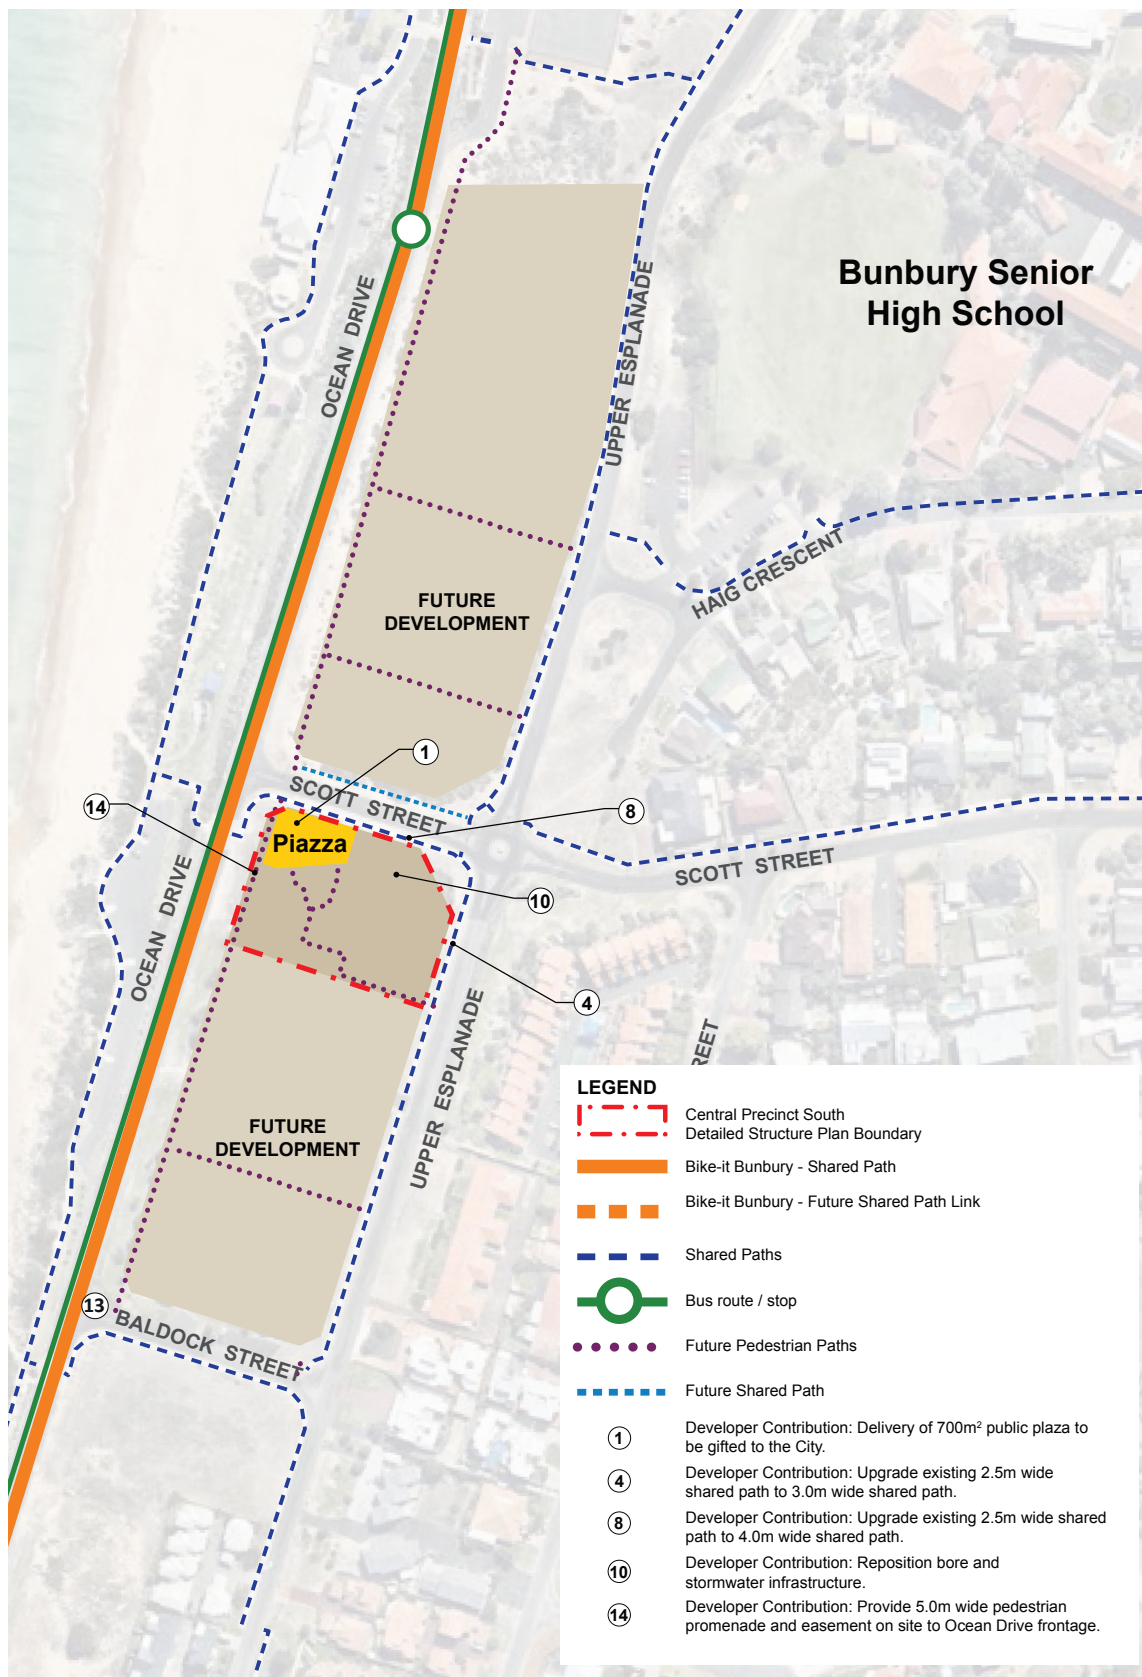 Bunbury Senior
High School
OCEAN DRIVE
UPPER ESPLANADE
HAIG CRESCENT
FUTURE
DEVELOPMENT
1
SCOTT STREET
14
8
Piazza
SCOTT STREET
10
OCEAN DRIVE
4
UPPER ESPLANADE
REET
FUTURE
DEVELOPMENT
13
BALDOCK STREET
LEGEND
Central Precinct South
Detailed Structure Plan Boundary
Bike-it Bunbury - Shared Path
Bike-it Bunbury - Future Shared Path Link
Shared Paths
Bus route / stop
Future Pedestrian Paths
Future Shared Path
1 Developer Contribution: Delivery of 700m² public plaza to
be gifted to the City.
4 Developer Contribution: Upgrade existing 2.5m wide
shared path to 3.0m wide shared path.
8 Developer Contribution: Upgrade existing 2.5m wide shared
path to 4.0m wide shared path.
10 Developer Contribution: Reposition bore and
stormwater infrastructure.
14 Developer Contribution: Provide 5.0m wide pedestrian
promenade and easement on site to Ocean Drive frontage.